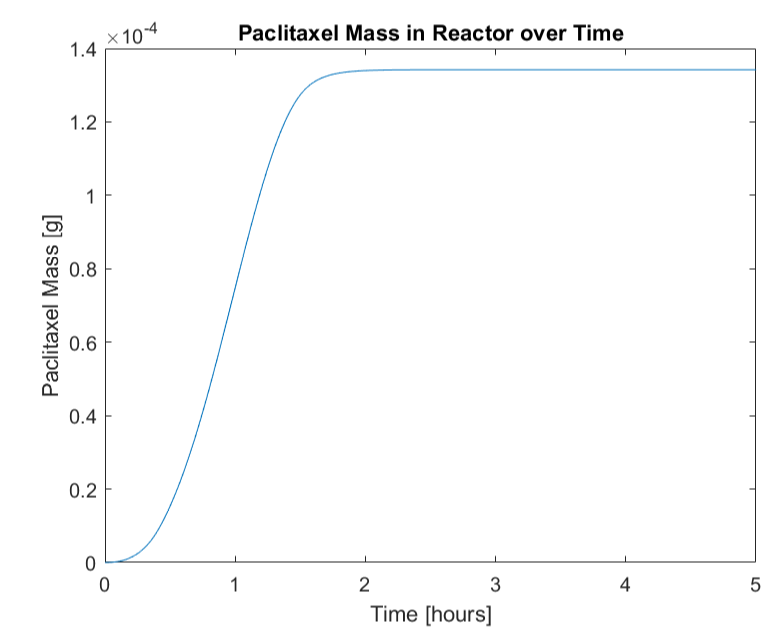 ×10-4
Paclitaxel Mass in Reactor over Time
1.4
1.2
1
0.8
0.6
0.4
0.2
0
Paclitaxel Mass [g]
0 1 2 3 4 5
Time [hours]